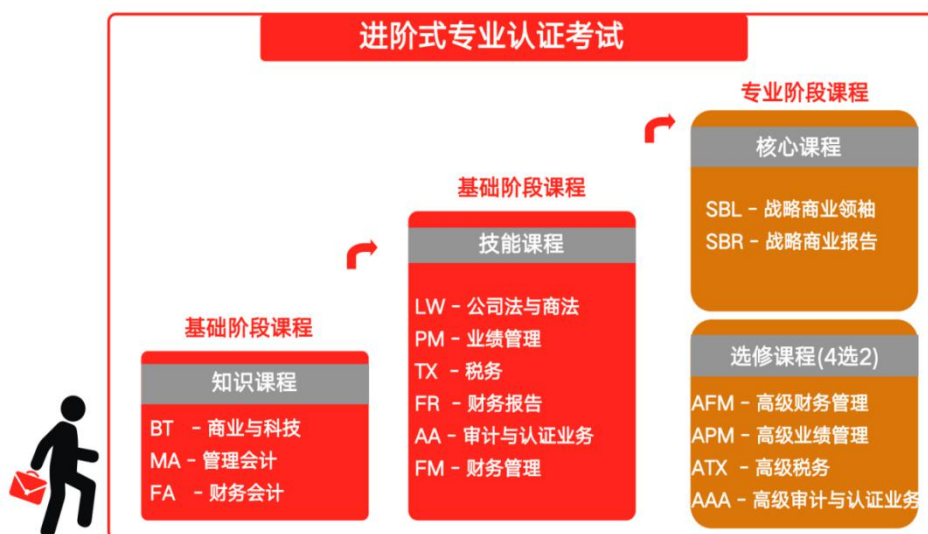 进阶式专业认证考试
基础阶段课程
知识课程
BT - 商业与科技
MA - 管理会计
FA - 财务会计
基础阶段课程
技能课程
LW - 公司法与商法
PM - 业绩管理
TX - 税务
FR - 财务报告
AA - 审计与认证业务
FM - 财务管理
专业阶段课程
核心课程
SBL - 战略商业领袖
SBR - 战略商业报告
选修课程(4选2)
AFM - 高级财务管理
APM - 高级业绩管理
ATX - 高级税务
AAA - 高级审计与认证业务